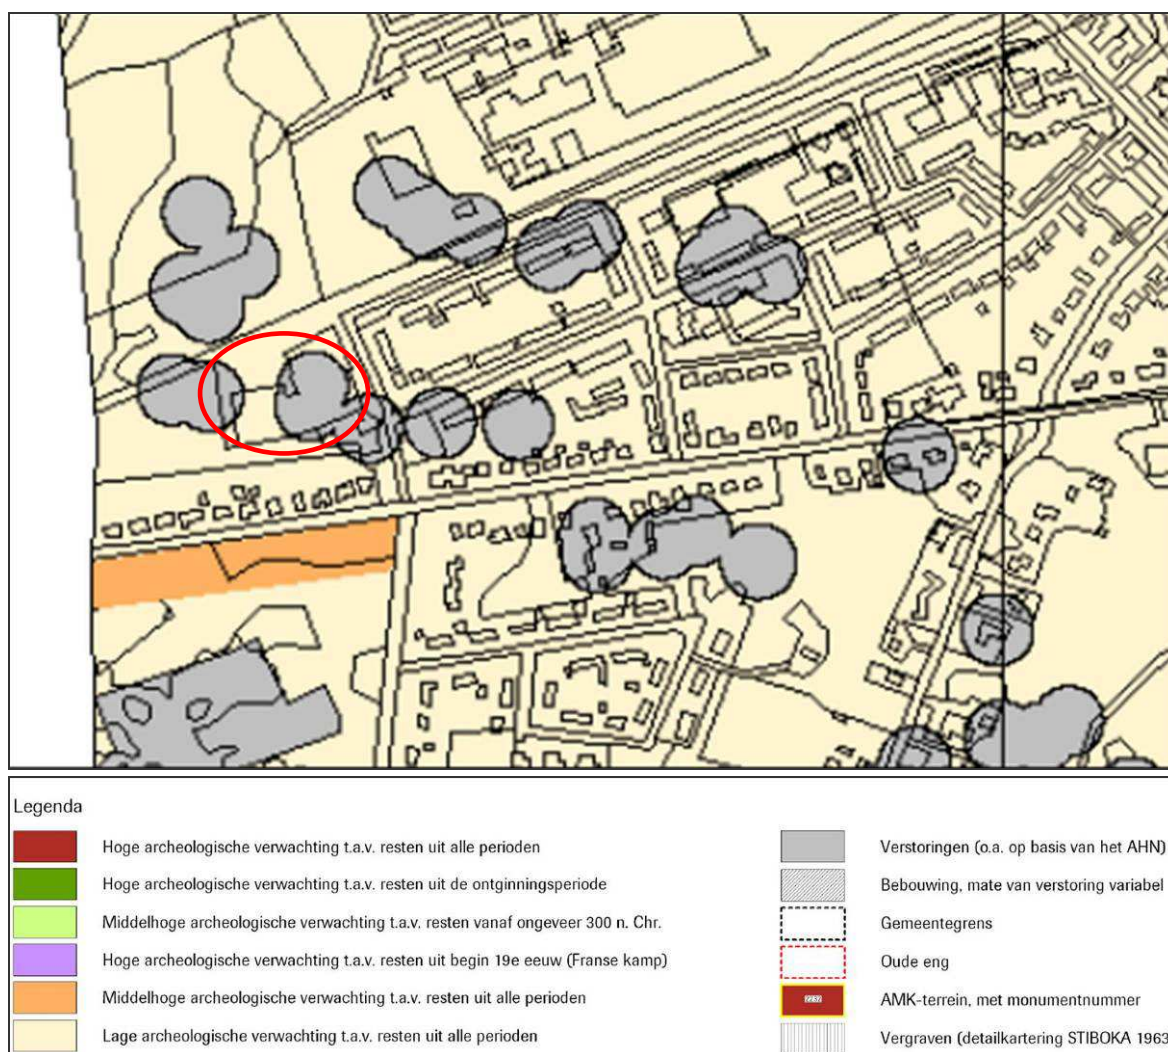 Legenda
Hoge archeologische verwachting t.a.v. resten uit alle perioden
Hoge archeologische verwachting t.a.v. resten uit de ontginningsperiode
Middelhoge archeologische verwachting t.a.v. resten vanaf ongeveer 300 n. Chr.
Hoge archeologische verwachting t.a.v. resten uit begin 19e eeuw (Franse kamp)
Middelhoge archeologische verwachting t.a.v. resten uit alle perioden
Lage archeologische verwachting t.a.v. resten uit alle perioden
Verstoringen (o.a. op basis van het AHN)
Bebouwing, mate van verstoring variabel
Gemeentegrens
Oude eng
AMK-terrein, met monumentnummer
Vergraven (detailkartering STIBOKA 1963